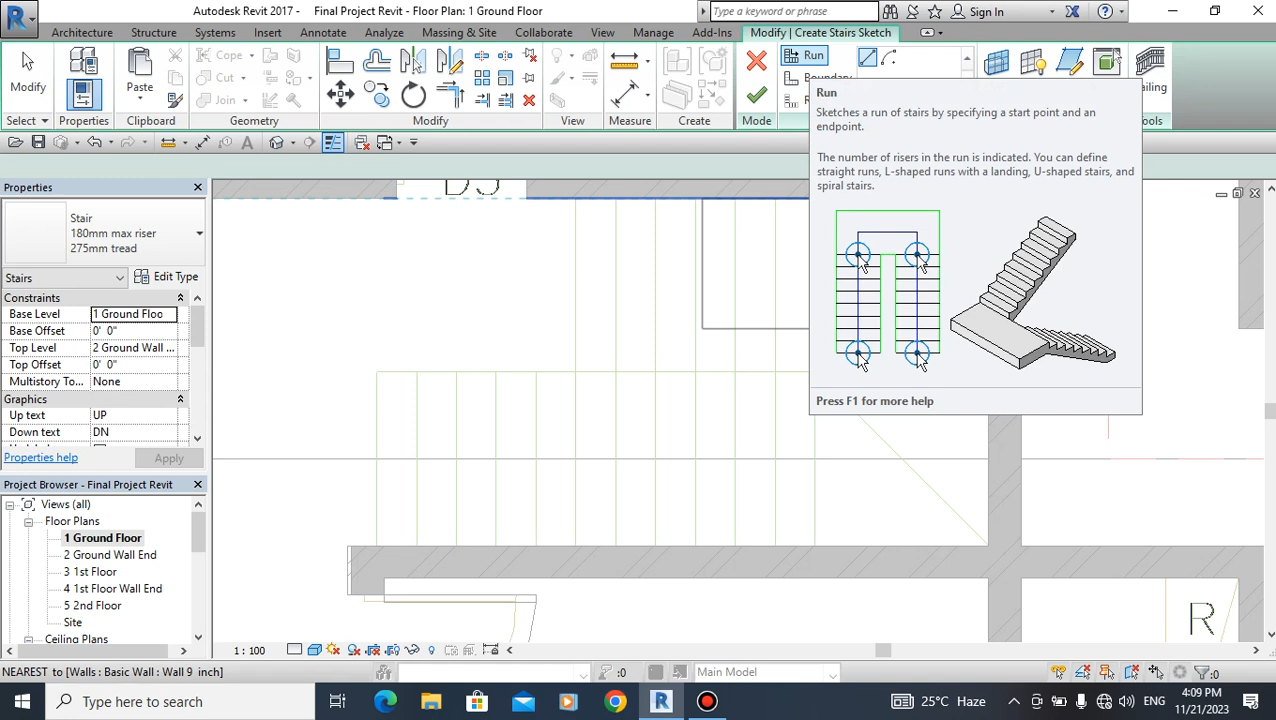 Autodesk Revit 2017 - Final Project Revit - Floor Plan: 1 Ground Floor
Type a keyword or phrase
Sign In
Architecture Structure Systems Insert Annotate Analyze Massing & Site Collaborate View Manage Add-Ins Modify | Create Stairs Sketch
Modify
Paste
Cope
Cut
Join
Run
Boundary
Select Properties Clipboard Geometry Modify View Measure Create Mode Tools
Run
Sketches a run of stairs by specifying a start point and an
endpoint.
The number of risers in the run is indicated. You can define
straight runs, L-shaped runs with a landing, U-shaped stairs, and
spiral stairs.
Press F1 for more help
Properties
Stair
180mm max riser
275mm tread
Stairs
Edit Type
Constraints
Base Level 1 Ground Floo
Base Offset 0' 0"
Top Level 2 Ground Wall ...
Top Offset 0' 0"
Multistory To... None
Graphics
Up text UP
Down text DN
Properties help
Apply
Project Browser - Final Project Revit
Views (all)
Floor Plans
1 Ground Floor
2 Ground Wall End
3 1st Floor
4 1st Floor Wall End
5 2nd Floor
Site
Ceiling Plans
R
1 : 100
NEAREST to [Walls : Basic Wall : Wall 9 inch]
:0
Main Model
:0
Type here to search
25°C Haze
ENG
4:09 PM
11/21/2023